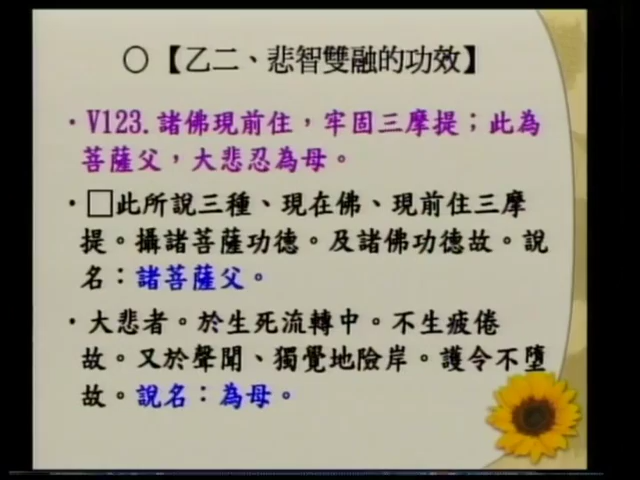 ○【乙二、悲智雙融的功效】
·V123.諸佛現前住，牢固三摩提；此為
菩薩父，大悲忍為母。
·□此所說三種、現在佛、現前住三摩
提。攝諸菩薩功德。及諸佛功德故。說
名：諸菩薩父。
·大悲者。於生死流轉中。不生疲倦
故。又於聲聞、獨覺地險岸。護令不墮
故。說名：為母。